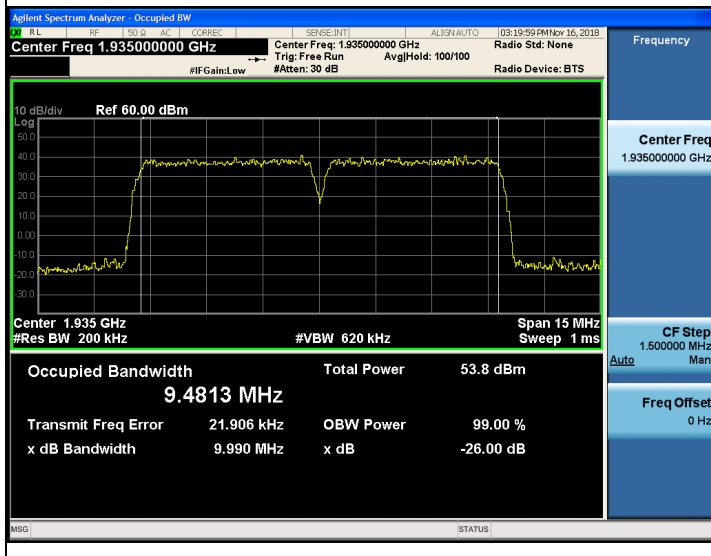 Agilent Spectrum Analyzer - Occupied BW
RL RF 50 Ω AC CORREC SENSE:INT ALIGN AUTO 03:19:59 PM Nov 16, 2018
Center Freq 1.935000000 GHz
Center Freq: 1.935000000 GHz Radio Std: None
Trig: Free Run Avg|Hold: 100/100
#IFGain:Low #Atten: 30 dB Radio Device: BTS
Frequency
10 dB/div Ref 60.00 dBm
Log
50.0
40.0
30.0
20.0
10.0
0.00
-10.0
-20.0
-30.0
Center 1.935 GHz Span 15 MHz
#Res BW 200 kHz #VBW 620 kHz Sweep 1 ms
Occupied Bandwidth Total Power 53.8 dBm
9.4813 MHz
Transmit Freq Error 21.906 kHz OBW Power 99.00 %
x dB Bandwidth 9.990 MHz x dB -26.00 dB
Center Freq
1.935000000 GHz
CF Step
1.500000 MHz
Auto Man
Freq Offset
0 Hz
MSG STATUS